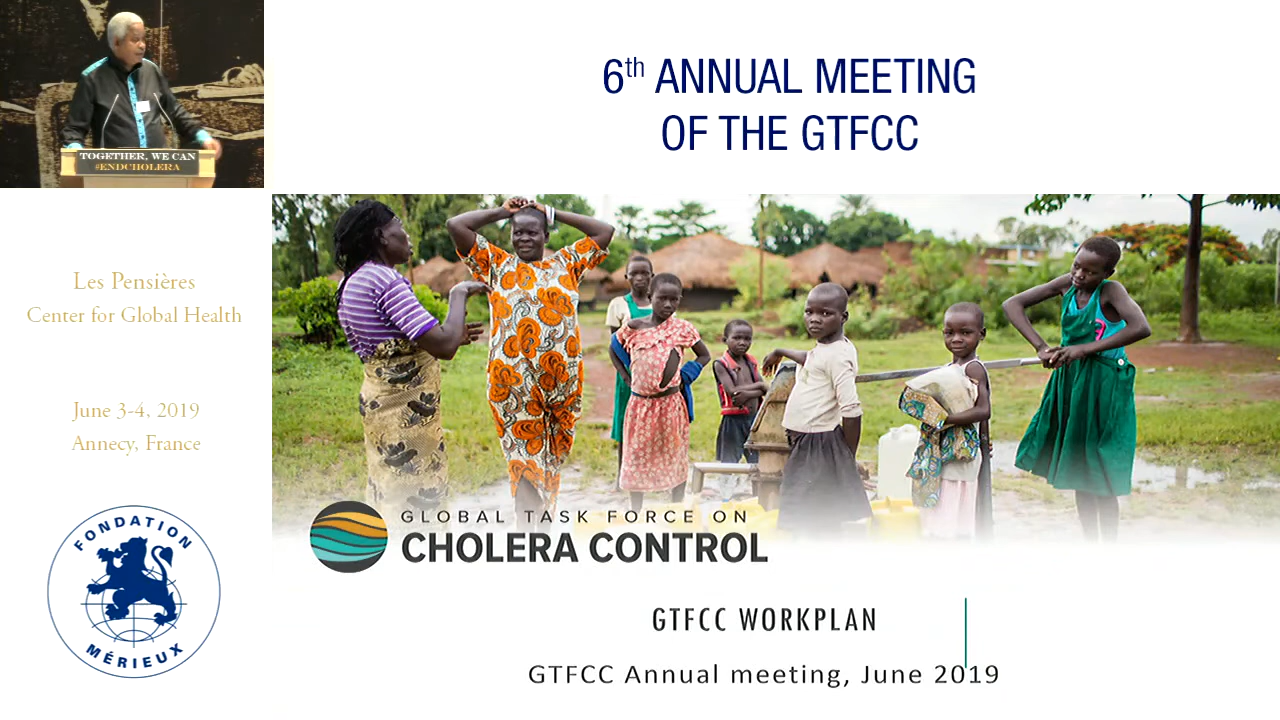 TOGETHER, WE CAN
#ENDCHOLERA
6th ANNUAL MEETING
OF THE GTFCC
Les Pensières
Center for Global Health
June 3-4, 2019
Annecy, France
FONDATION
MÉRIEUX
GLOBAL TASK FORCE ON
CHOLERA CONTROL
GTFCC WORKPLAN
GTFCC Annual meeting, June 2019